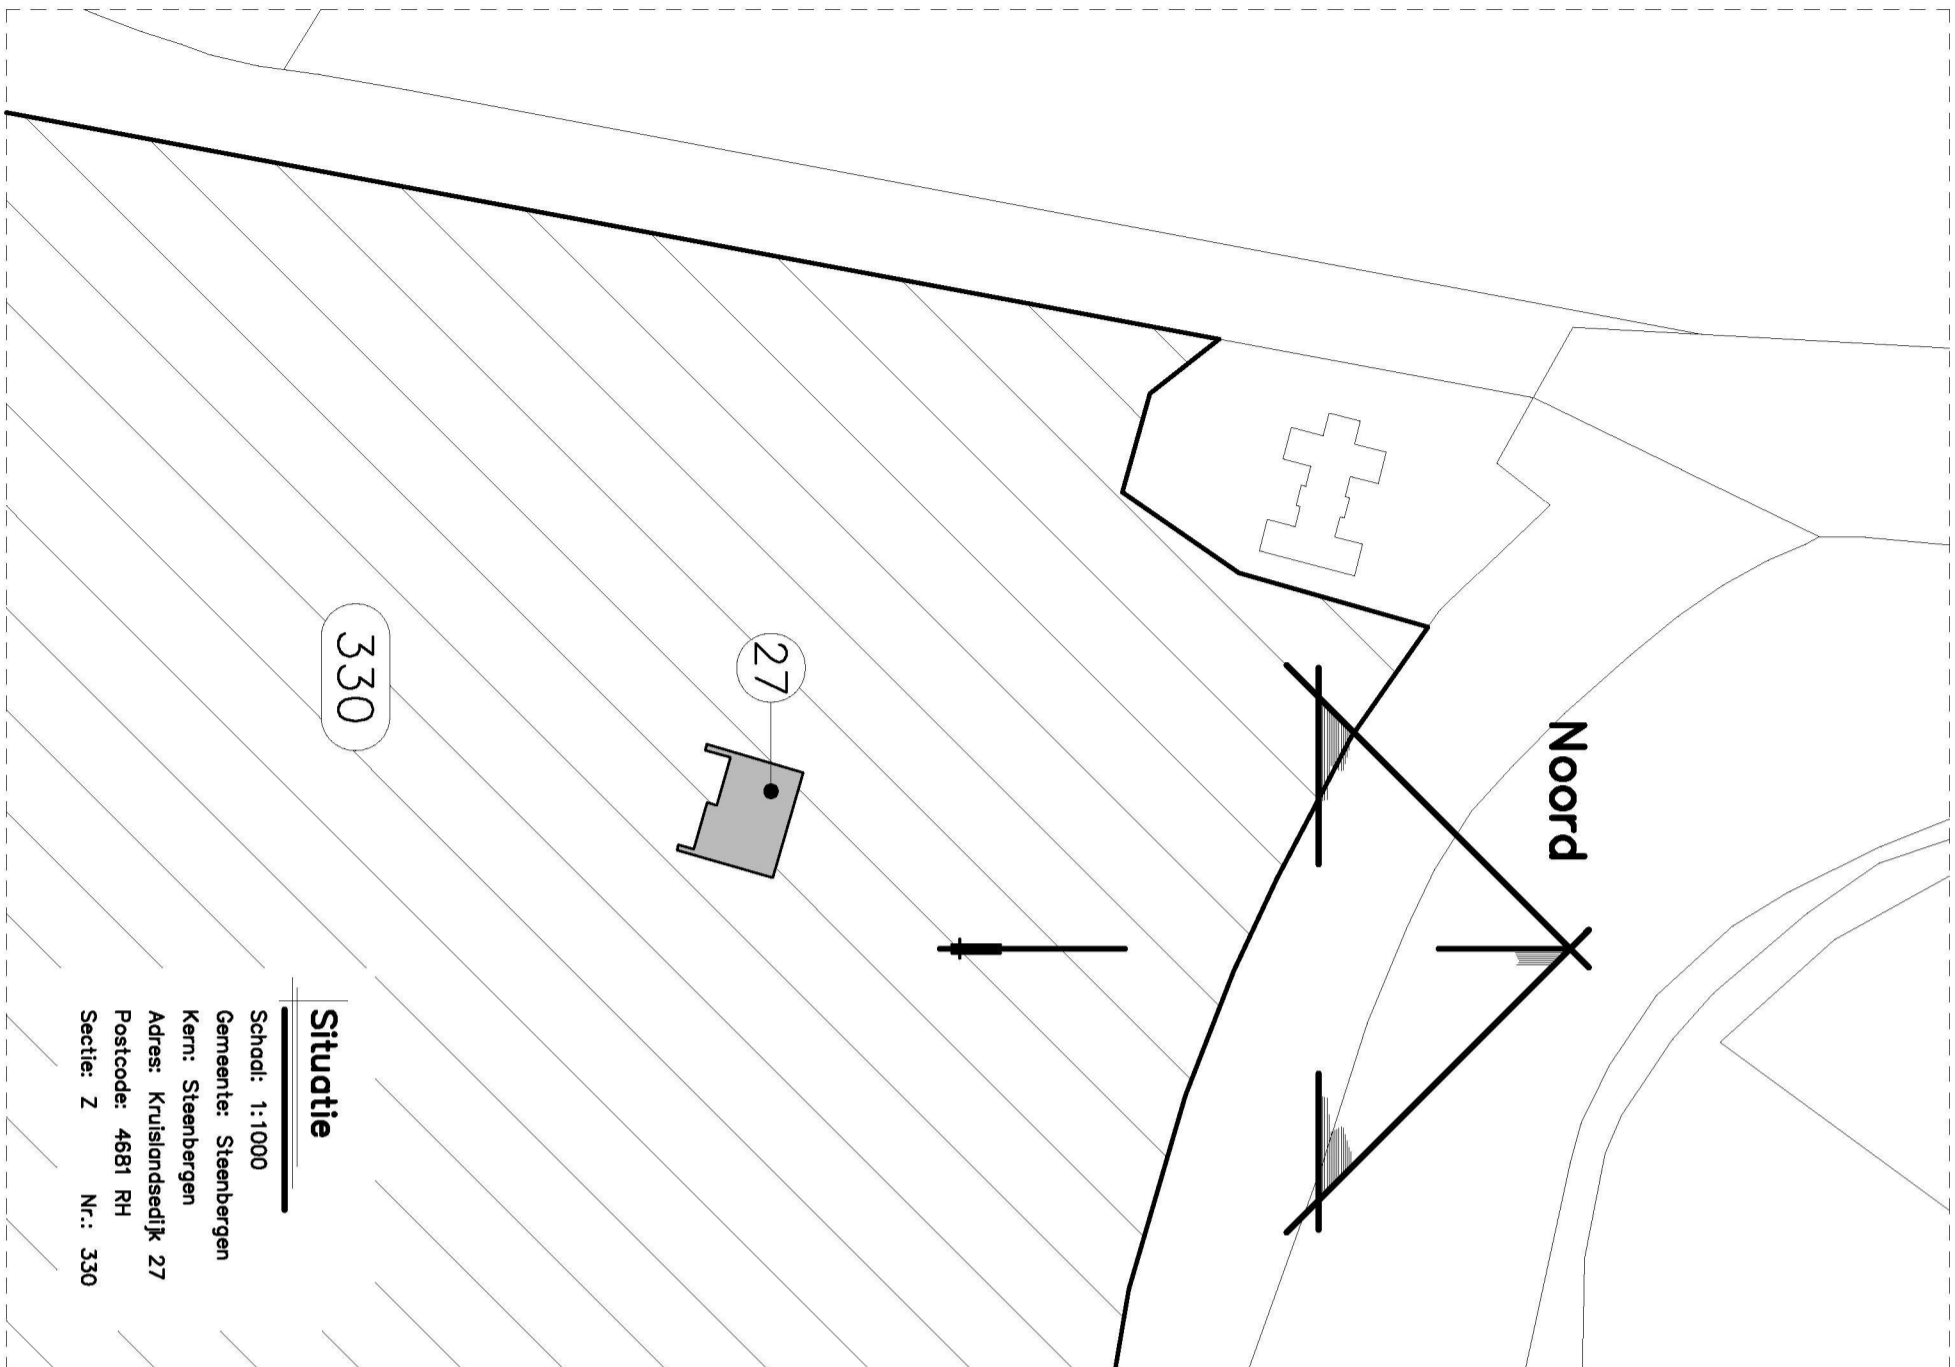 Noord
27
330
Situatie
Schaal: 1:1000
Gemeente: Steenbergen
Kern: Steenbergen
Adres: Kruislandsedijk 27
Postcode: 4681 RH
Sectie: Z Nr.: 330